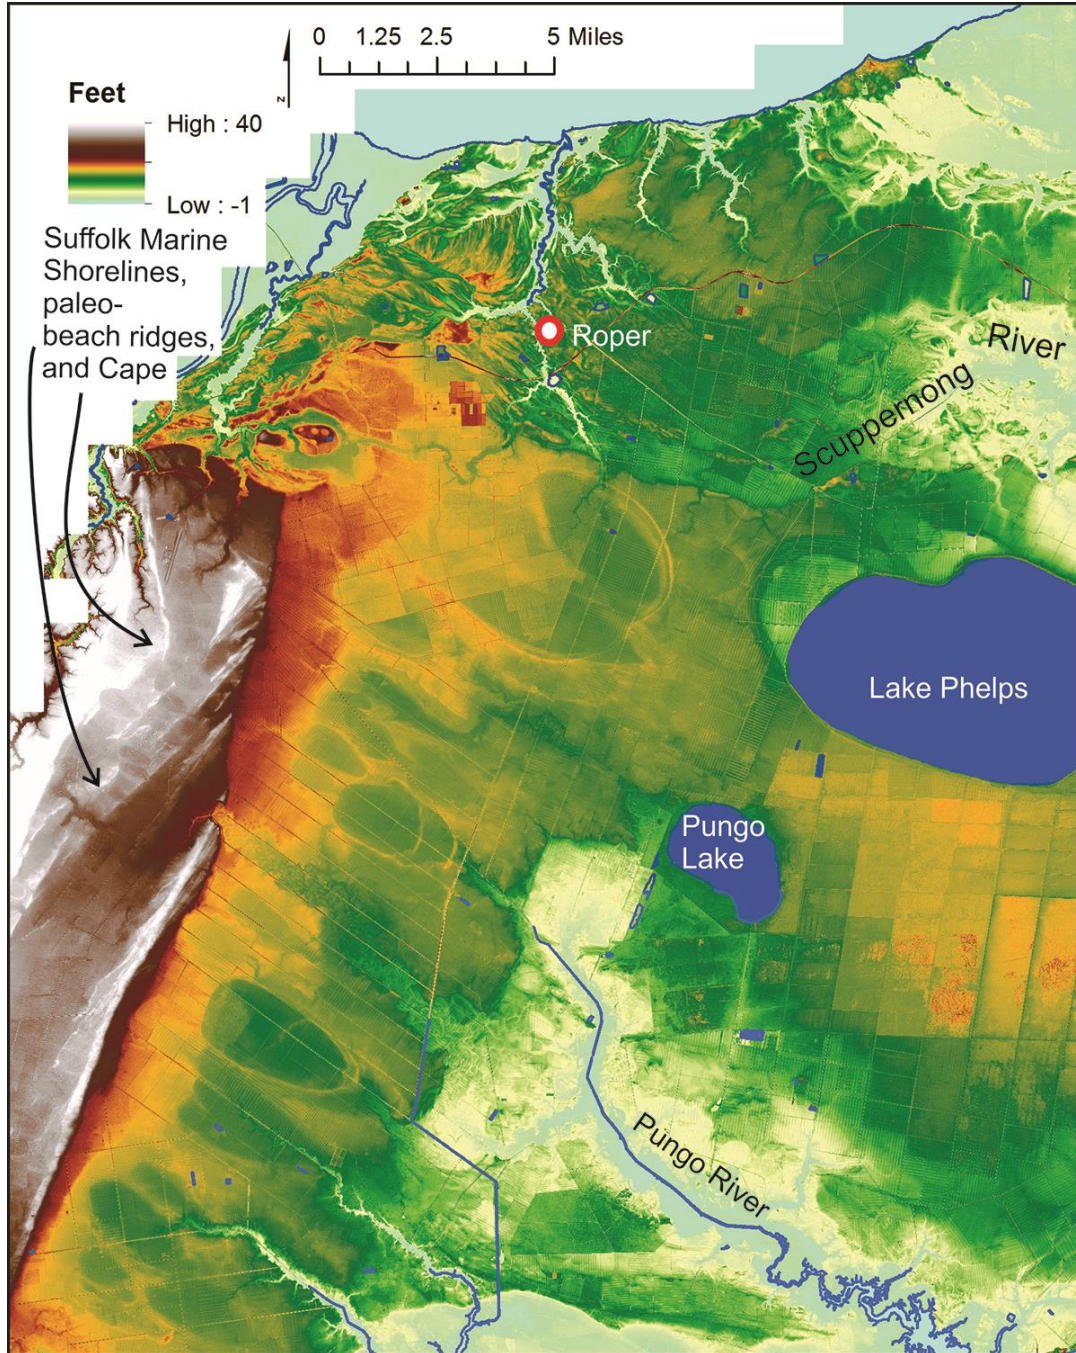 0 1.25 2.5 5 Miles
N
Feet
High : 40
Low : -1
Suffolk Marine
Shorelines,
paleo-
beach ridges,
and Cape
Roper
River
Scuppernong
Lake Phelps
Pungo
Lake
Pungo River